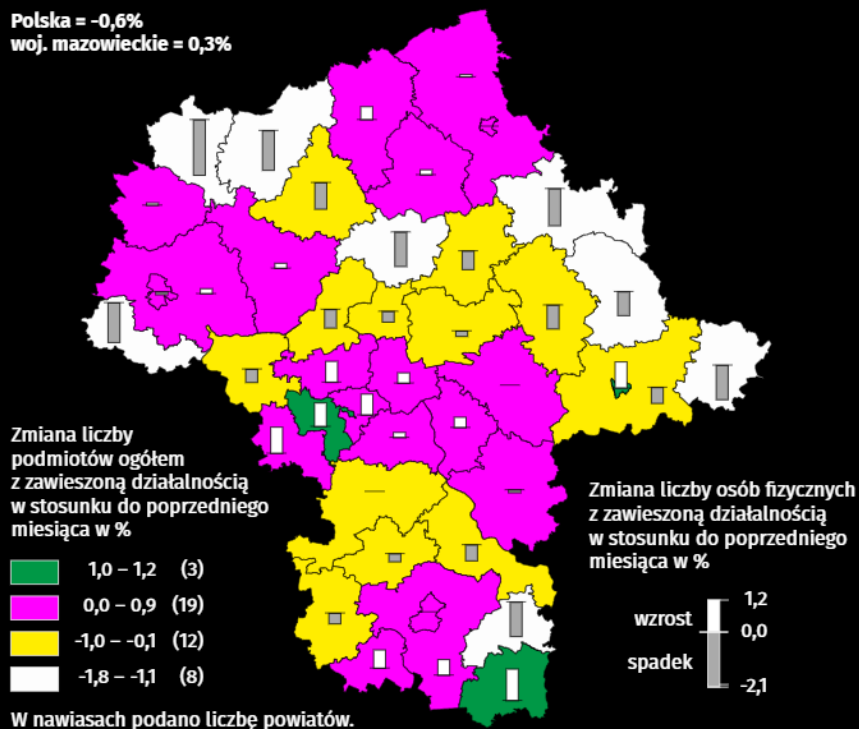 Polska = -0,6%
woj. mazowieckie = 0,3%
Zmiana liczby
podmiotów ogółem
z zawieszoną działalnością
w stosunku do poprzedniego
miesiąca w %
1,0 – 1,2 (3)
0,0 – 0,9 (19)
-1,0 – -0,1 (12)
-1,8 – -1,1 (8)
W nawiasach podano liczbę powiatów.
Zmiana liczby osób fizycznych
z zawieszoną działalnością
w stosunku do poprzedniego
miesiąca w %
1,2
wzrost 0,0
spadek
-2,1